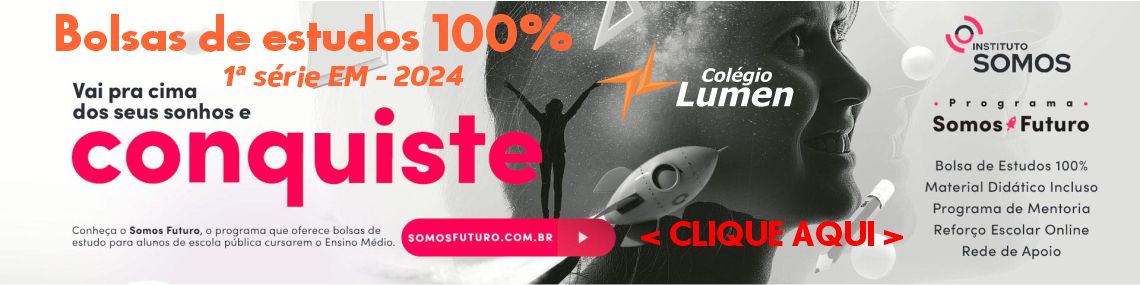 Bolsas de estudos 100%
1ª série EM - 2024
Vai pra cima
dos seus sonhos e
conquiste
Conheça o Somos Futuro, o programa que oferece bolsas de
estudo para alunos de escola pública cursarem o Ensino Médio.
SOMOSFUTURO.COM.BR
< CLIQUE AQUI >
Colégio
Lumen
INSTITUTO
SOMOS
• Programa •
Somos Futuro
Bolsa de Estudos 100%
Material Didático Incluso
Programa de Mentoria
Reforço Escolar Online
Rede de Apoio